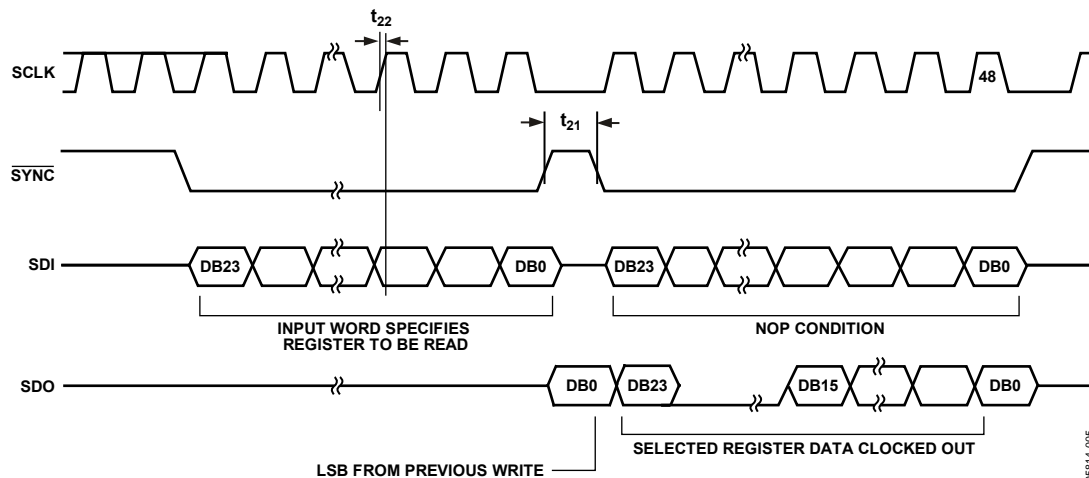 t22
SCLK
48
t21
SYNC
SDI
DB23
DB0
DB23
DB0
INPUT WORD SPECIFIES
REGISTER TO BE READ
NOP CONDITION
SDO
DB0
DB23
DB15
DB0
SELECTED REGISTER DATA CLOCKED OUT
LSB FROM PREVIOUS WRITE